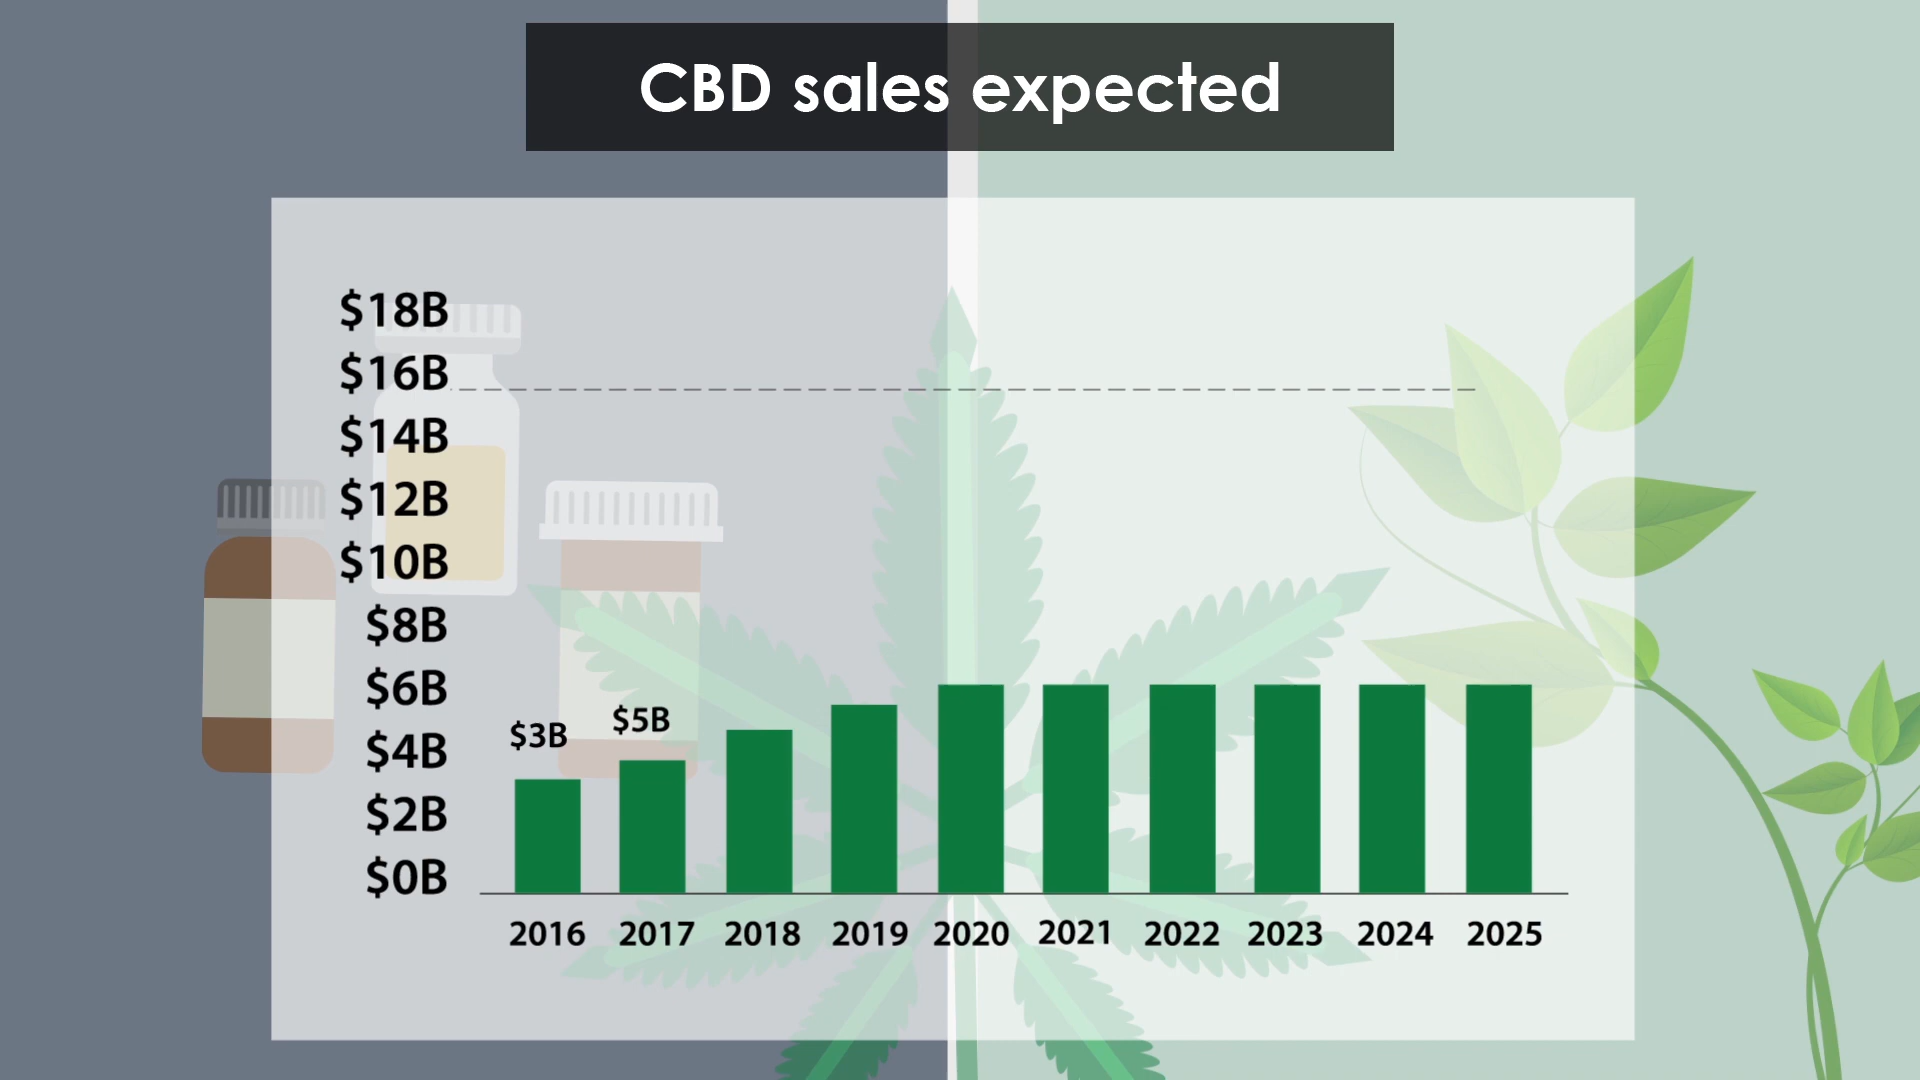 CBD sales expected
$18B
$16B
$14B
$12B
$10B
$8B
$6B
$4B
$2B
$0B
$3B
$5B
2016 2017 2018 2019 2020 2021 2022 2023 2024 2025